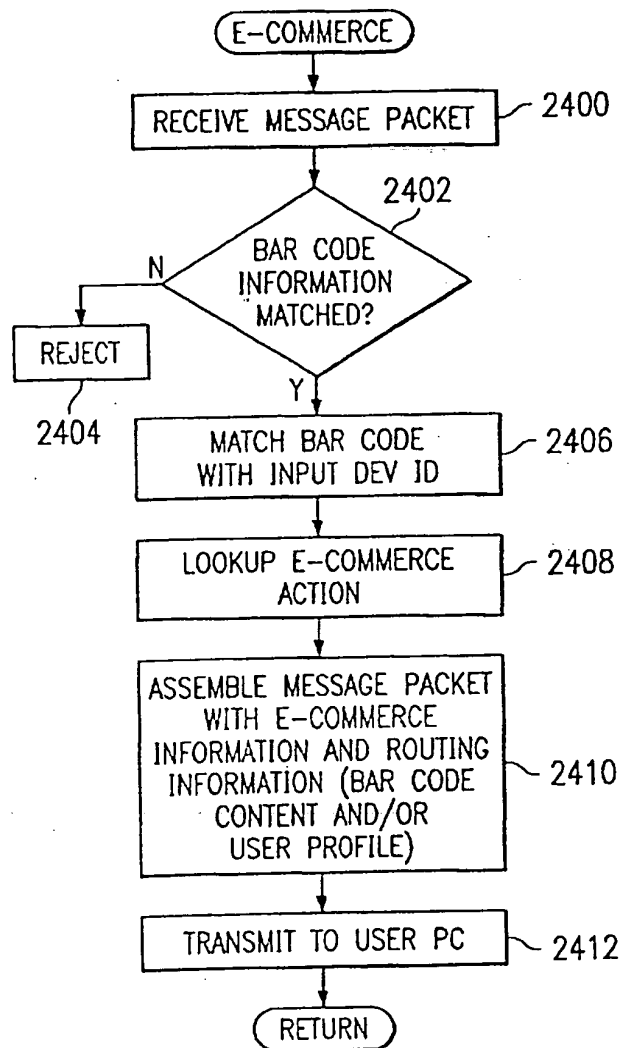 E-COMMERCE
RECEIVE MESSAGE PACKET
2400
2402
BAR CODE
INFORMATION
MATCHED?
N
REJECT
2404
Y
MATCH BAR CODE
WITH INPUT DEV ID
2406
LOOKUP E-COMMERCE
ACTION
2408
ASSEMBLE MESSAGE PACKET
WITH E-COMMERCE
INFORMATION AND ROUTING
INFORMATION (BAR CODE
CONTENT AND/OR
USER PROFILE)
2410
TRANSMIT TO USER PC
2412
RETURN